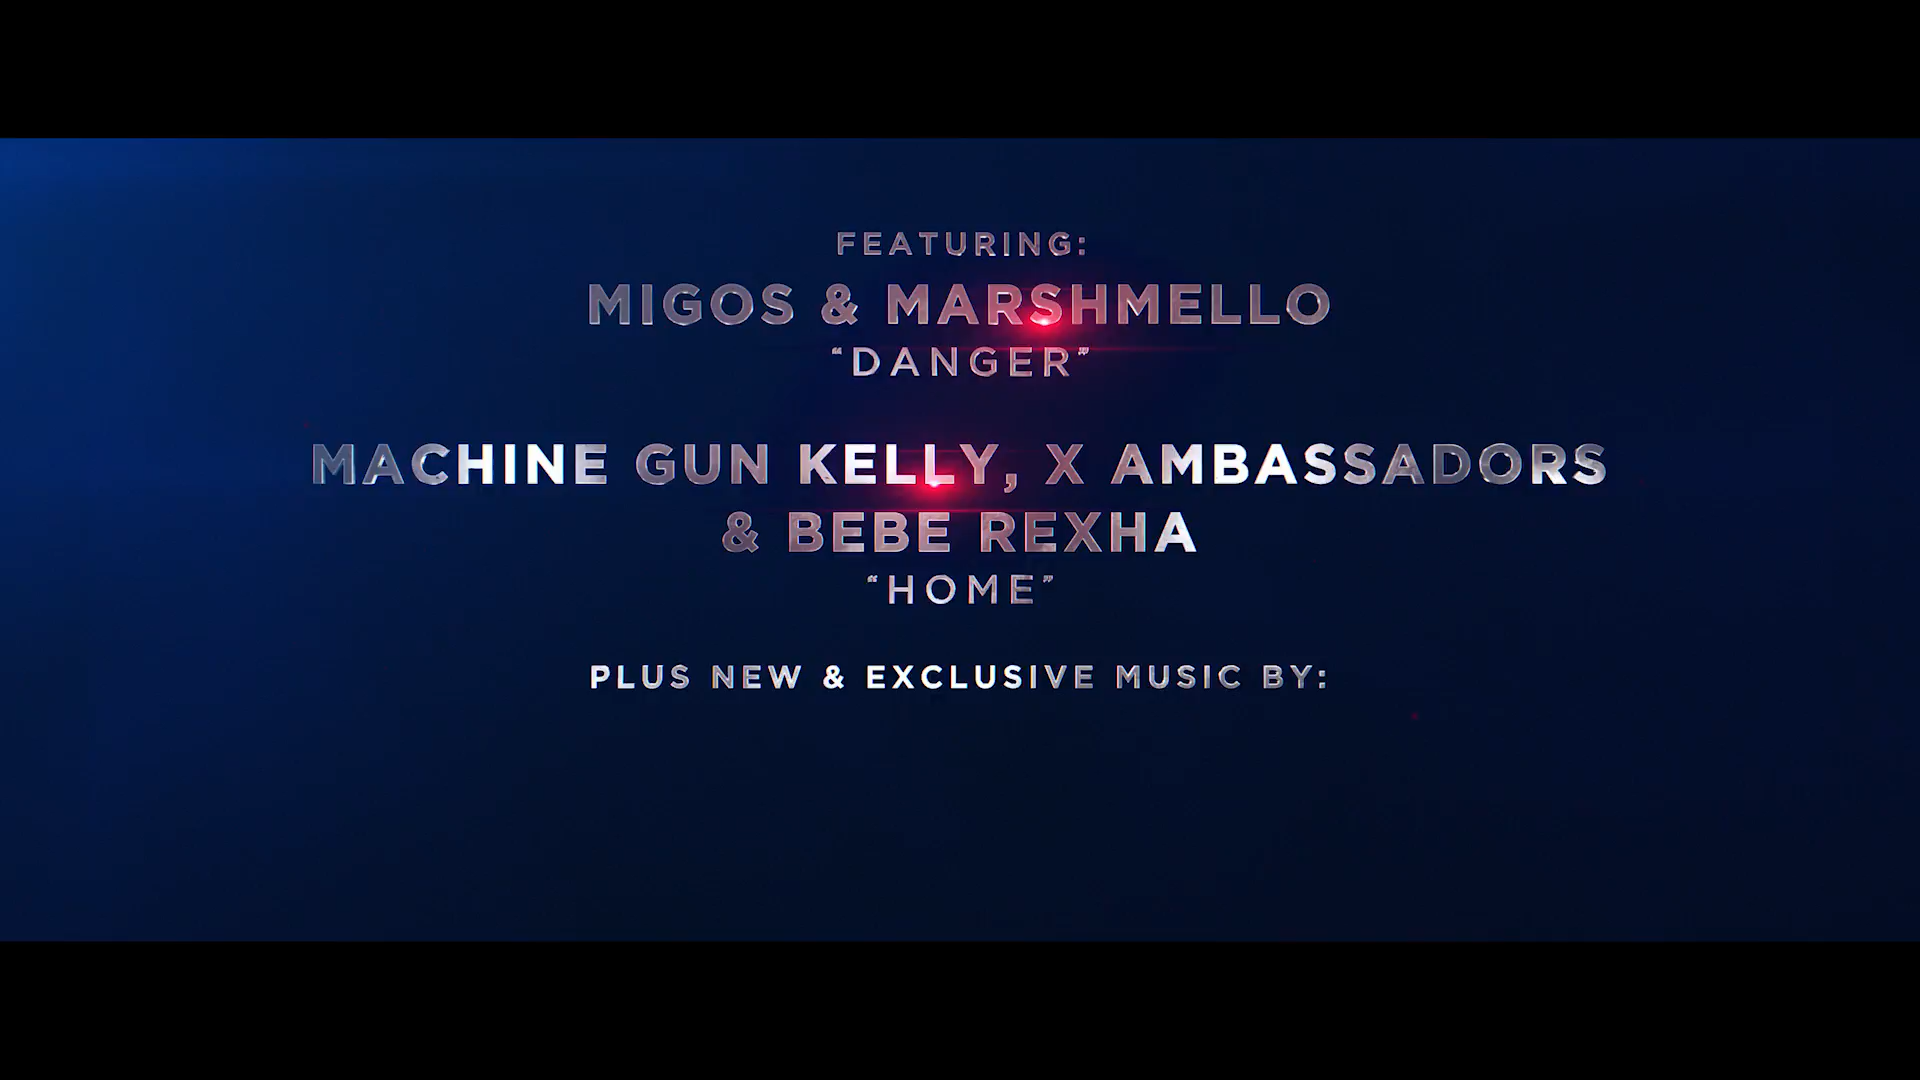 FEATURING:
MIGOS & MARSHMELLO
“DANGER”
MACHINE GUN KELLY, X AMBASSADORS
& BEBE REXHA
“HOME”
PLUS NEW & EXCLUSIVE MUSIC BY: